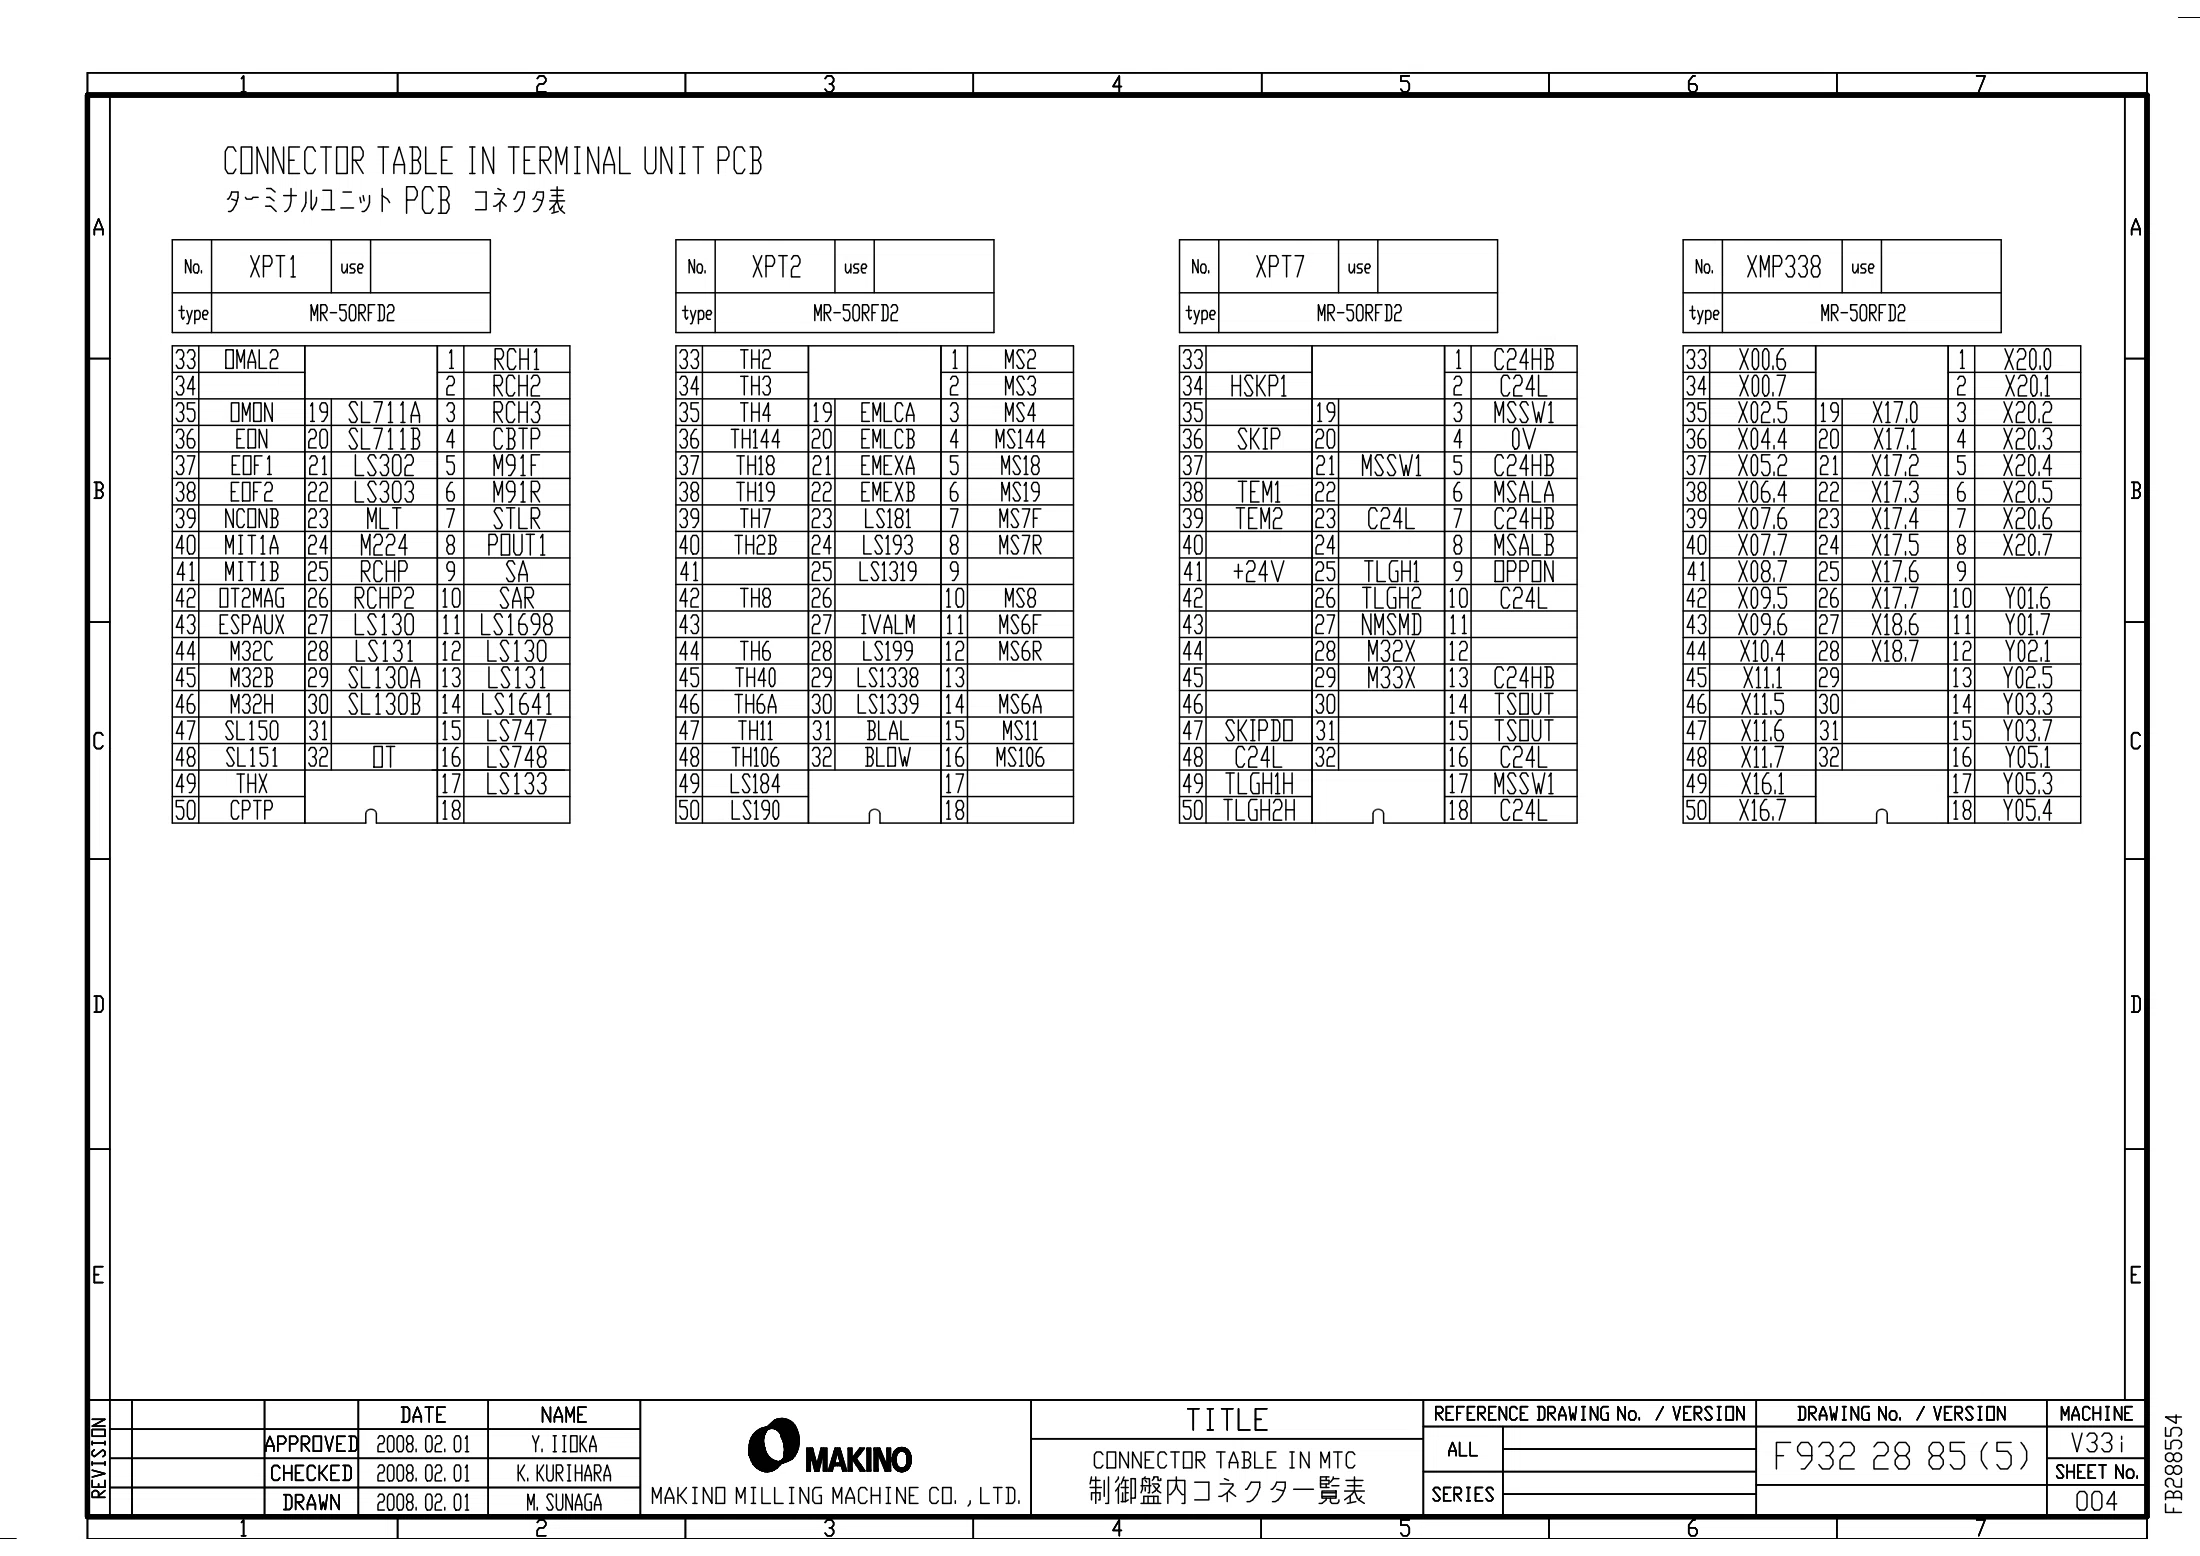 1 2 3 4 5 6 7
CONNECTOR TABLE IN TERMINAL UNIT PCB
ターミナルユニット PCB コネクタ表
A A
No. XPT1 use No. XPT2 use No. XPT7 use No. XMP338 use
type MR-50RFD2 type MR-50RFD2 type MR-50RFD2 type MR-50RFD2
33 OMAL2 1 RCH1 33 TH2 1 MS2 33 1 C24HB 33 X00.6 1 X20.0
34 2 RCH2 34 TH3 2 MS3 34 HSKP1 2 C24L 34 X00.7 2 X20.1
35 OMON 19 SL711A 3 RCH3 35 TH4 19 EMLCA 3 MS4 35 19 3 MSSW1 35 X02.5 19 X17.0 3 X20.2
36 EON 20 SL711B 4 CBTP 36 TH144 20 EMLCB 4 MS144 36 SKIP 20 4 0V 36 X04.4 20 X17.1 4 X20.3
37 EOF1 21 LS302 5 M91F 37 TH18 21 EMEXA 5 MS18 37 21 MSSW1 5 C24HB 37 X05.2 21 X17.2 5 X20.4
B 38 EOF2 22 LS303 6 M91R 38 TH19 22 EMEXB 6 MS19 38 TEM1 22 6 MSALA 38 X06.4 22 X17.3 6 X20.5 B
39 NCONB 23 MLT 7 STLR 39 TH7 23 LS181 7 MS7F 39 TEM2 23 C24L 7 C24HB 39 X07.6 23 X17.4 7 X20.6
40 MIT1A 24 M224 8 POUT1 40 TH2B 24 LS193 8 MS7R 40 24 8 MSALB 40 X07.7 24 X17.5 8 X20.7
41 MIT1B 25 RCHP 9 SA 41 25 LS1319 9 41 +24V 25 TLGH1 9 OPPON 41 X08.7 25 X17.6 9
42 OT2MAG 26 RCHP2 10 SAR 42 TH8 26 10 MS8 42 26 TLGH2 10 C24L 42 X09.5 26 X17.7 10 Y01.6
43 ESPAUX 27 LS130 11 LS1698 43 27 IVALM 11 MS6F 43 27 NMSMD 11 43 X09.6 27 X18.6 11 Y01.7
44 M32C 28 LS131 12 LS130 44 TH6 28 LS199 12 MS6R 44 28 M32X 12 44 X10.4 28 X18.7 12 Y02.1
45 M32B 29 SL130A 13 LS131 45 TH40 29 LS1338 13 45 29 M33X 13 C24HB 45 X11.1 29 13 Y02.5
46 M32H 30 SL130B 14 LS1641 46 TH6A 30 LS1339 14 MS6A 46 30 14 TSOUT 46 X11.5 30 14 Y03.3
C 47 SL150 31 15 LS747 47 TH11 31 BLAL 15 MS11 47 SKIPDO 31 15 TSOUT 47 X11.6 31 15 Y03.7 C
48 SL151 32 OT 16 LS748 48 TH106 32 BLOW 16 MS106 48 C24L 32 16 C24L 48 X11.7 32 16 Y05.1
49 THX 17 LS133 49 LS184 17 49 TLGH1H 17 MSSW1 49 X16.1 17 Y05.3
50 CPTP 18 50 LS190 18 50 TLGH2H 18 C24L 50 X16.7 18 Y05.4
D D
E E
REVISION
DATE NAME
APPROVED 2008.02.01 Y. IIOKA
CHECKED 2008.02.01 K. KURIHARA
DRAWN 2008.02.01 M. SUNAGA
MAKINO
MAKINO MILLING MACHINE CO., LTD.
TITLE
CONNECTOR TABLE IN MTC
制御盤内コネクター覧表
REFERENCE DRAWING No. / VERSION
ALL
SERIES
DRAWING No. / VERSION
F932 28 85 (5)
MACHINE
V33i
SHEET No.
004
FB288554
1 2 3 4 5 6 7